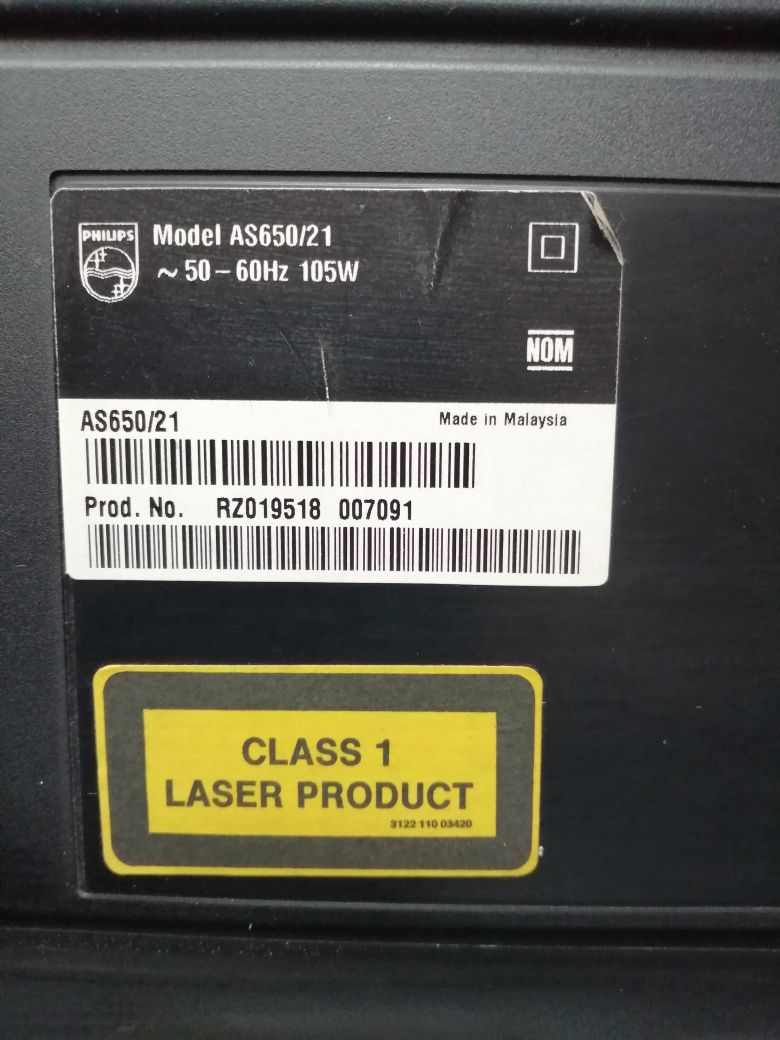 PHILIPS
Model AS650/21
~ 50 – 60Hz 105W
NOM
AS650/21
Made in Malaysia
Prod. No. RZ019518 007091
CLASS 1
LASER PRODUCT
3122 110 03420